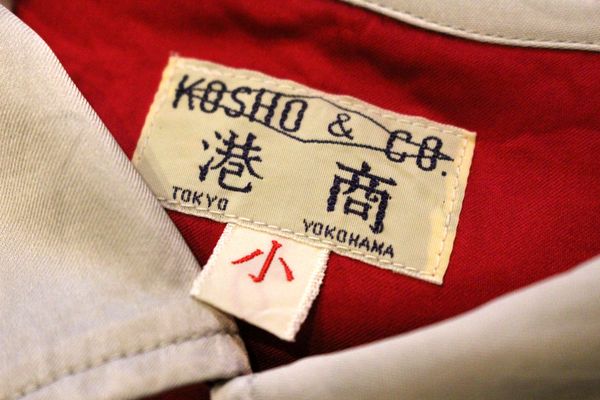 KOSHO & CO.
港商
TOKYO YOKOHAMA
小